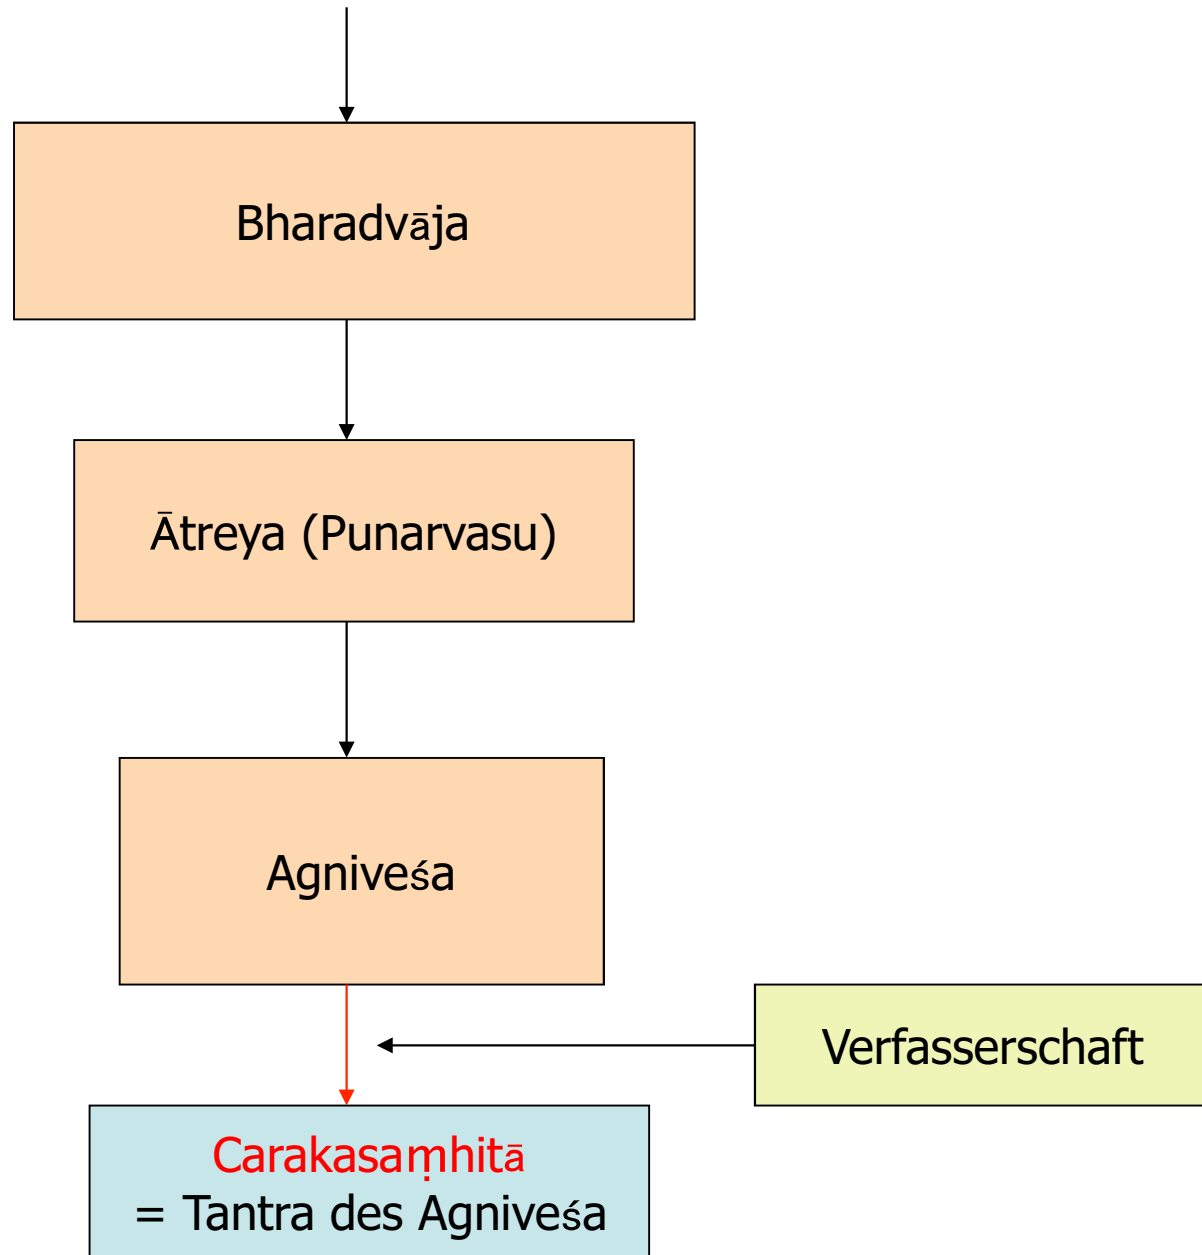 Bharadvāja
Ātreya (Punarvasu)
Agniveśa
Verfasserschaft
Carakasaṃhitā
= Tantra des Agniveśa